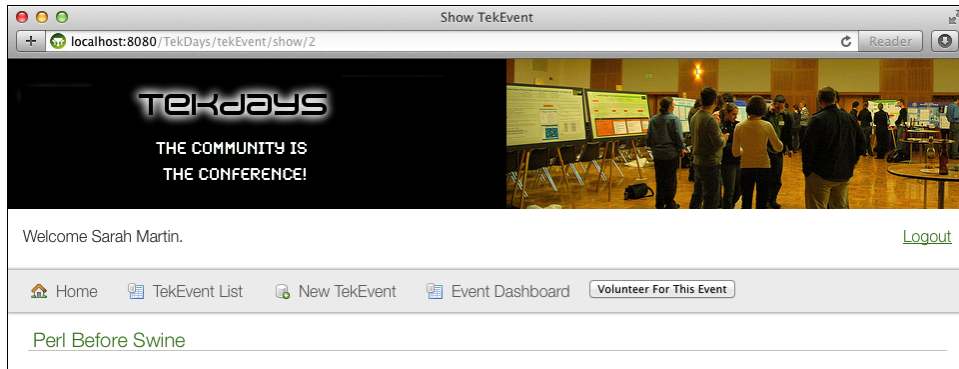 Show TekEvent
localhost:8080/TekDays/tekEvent/show/2
Reader
TEKDAYS
THE COMMUNITY IS
THE CONFERENCE!
Welcome Sarah Martin.
Logout
Home
TekEvent List
New TekEvent
Event Dashboard
Volunteer For This Event
Perl Before Swine